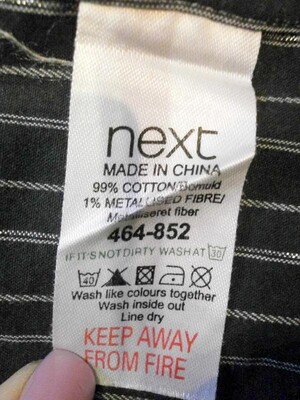 next
MADE IN CHINA
99% COTTON/Bomuld
1% METALLISED FIBRE/
Metalliseret fiber
464-852
IF IT'S NOT DIRTY WASH AT 30
40
Wash like colours together
Wash inside out
Line dry
KEEP AWAY
FROM FIRE